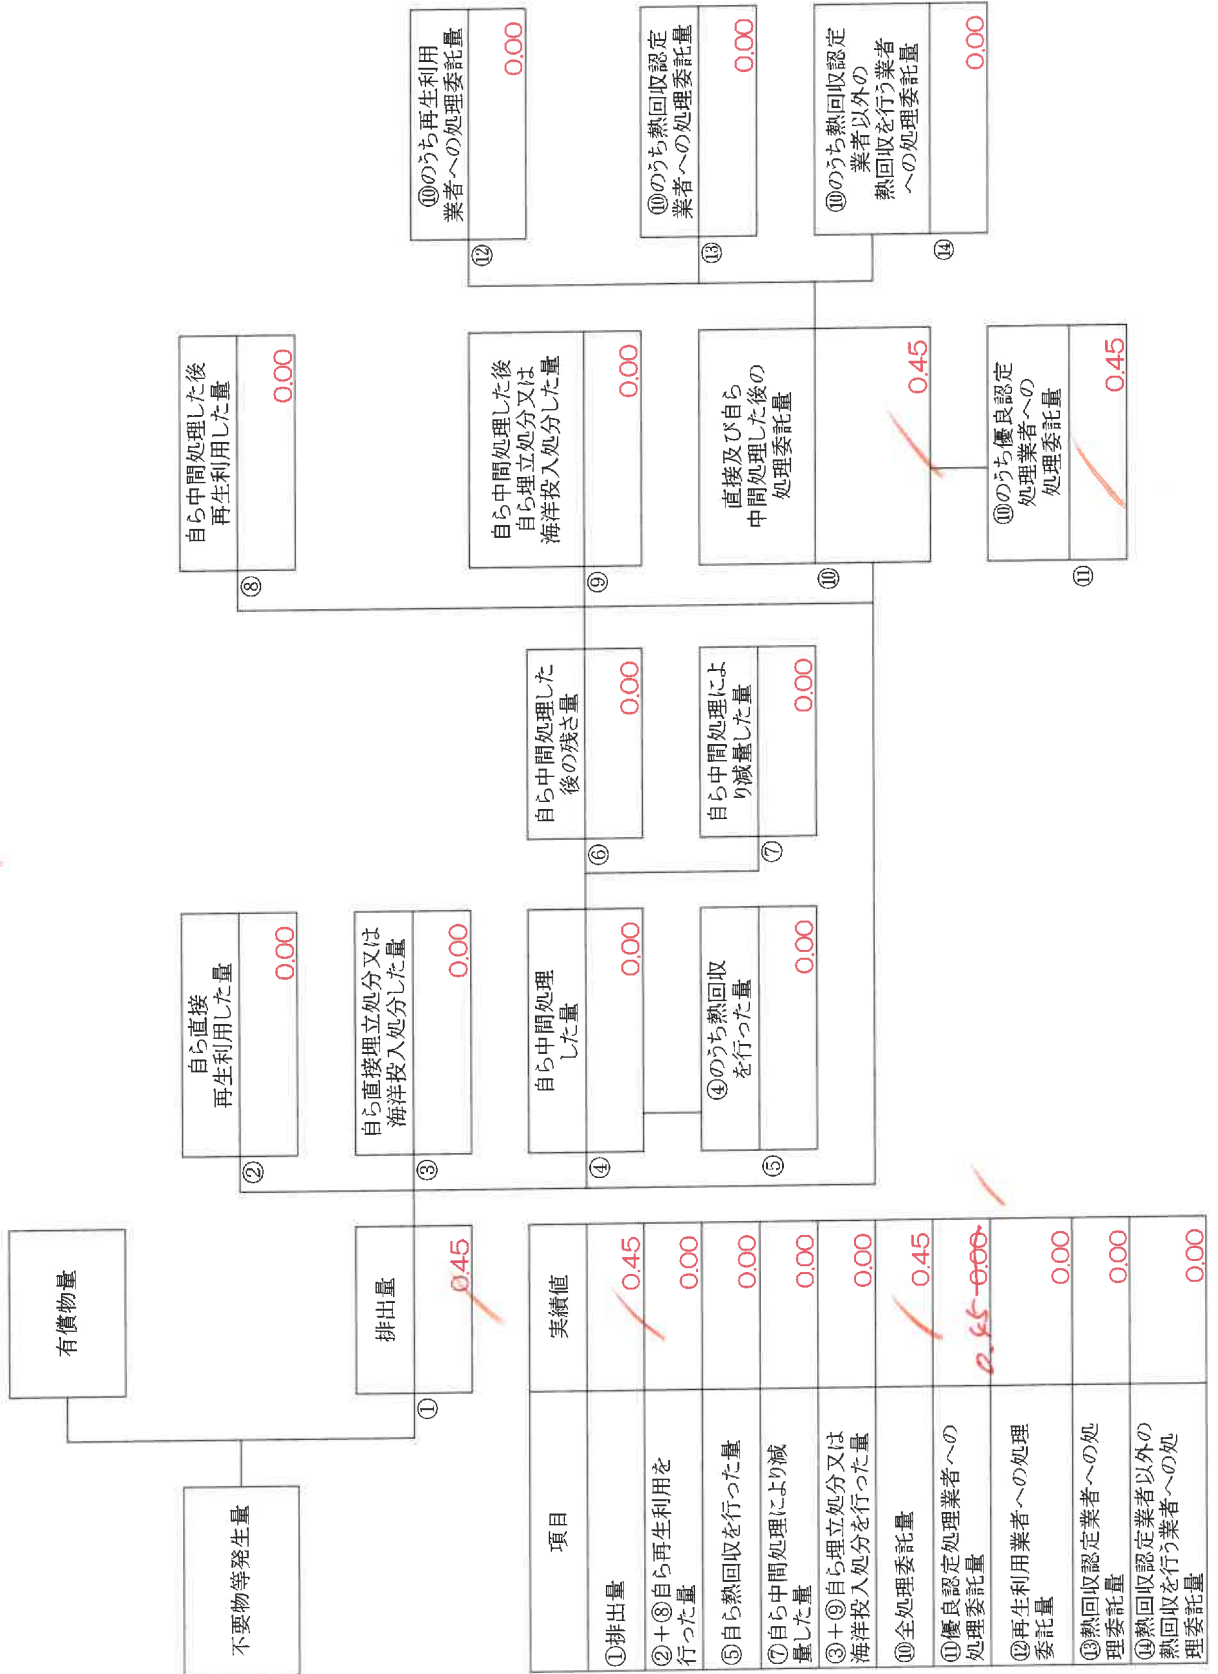 不要物等発生量
有償物量
①
排出量
0.45
②
自ら直接
再生利用した量
0.00
③
自ら直接埋立処分又は
海洋投入処分した量
0.00
④
自ら中間処理
した量
0.00
⑤
④のうち熱回収
を行った量
0.00
⑥
自ら中間処理した
後の残さ量
0.00
⑦
自ら中間処理によ
り減量した量
0.00
⑧
自ら中間処理した後
再生利用した量
0.00
⑨
自ら中間処理した後
自ら埋立処分又は
海洋投入処分した量
0.00
⑩
直接及び自ら
中間処理した後の
処理委託量
0.45
⑪
⑩のうち優良認定
処理業者への
処理委託量
0.45
⑫
⑩のうち再生利用
業者への処理委託量
0.00
⑬
⑩のうち熱回収認定
業者への処理委託量
0.00
⑭
⑩のうち熱回収認定
業者以外の
熱回収を行う業者
への処理委託量
0.00
項目 実績値
①排出量 0.45
②+⑧自ら再生利用を
行った量 0.00
⑤自ら熱回収を行った量 0.00
⑦自ら中間処理により減
量した量 0.00
③+⑨自ら埋立処分又は
海洋投入処分を行った量 0.00
⑩全処理委託量 0.45
⑪優良認定処理業者への
処理委託量 0.45 0.00
⑫再生利用業者への処理
委託量 0.00
⑬熱回収認定業者への処
理委託量 0.00
⑭熱回収認定業者以外の
熱回収を行う業者への処
理委託量 0.00